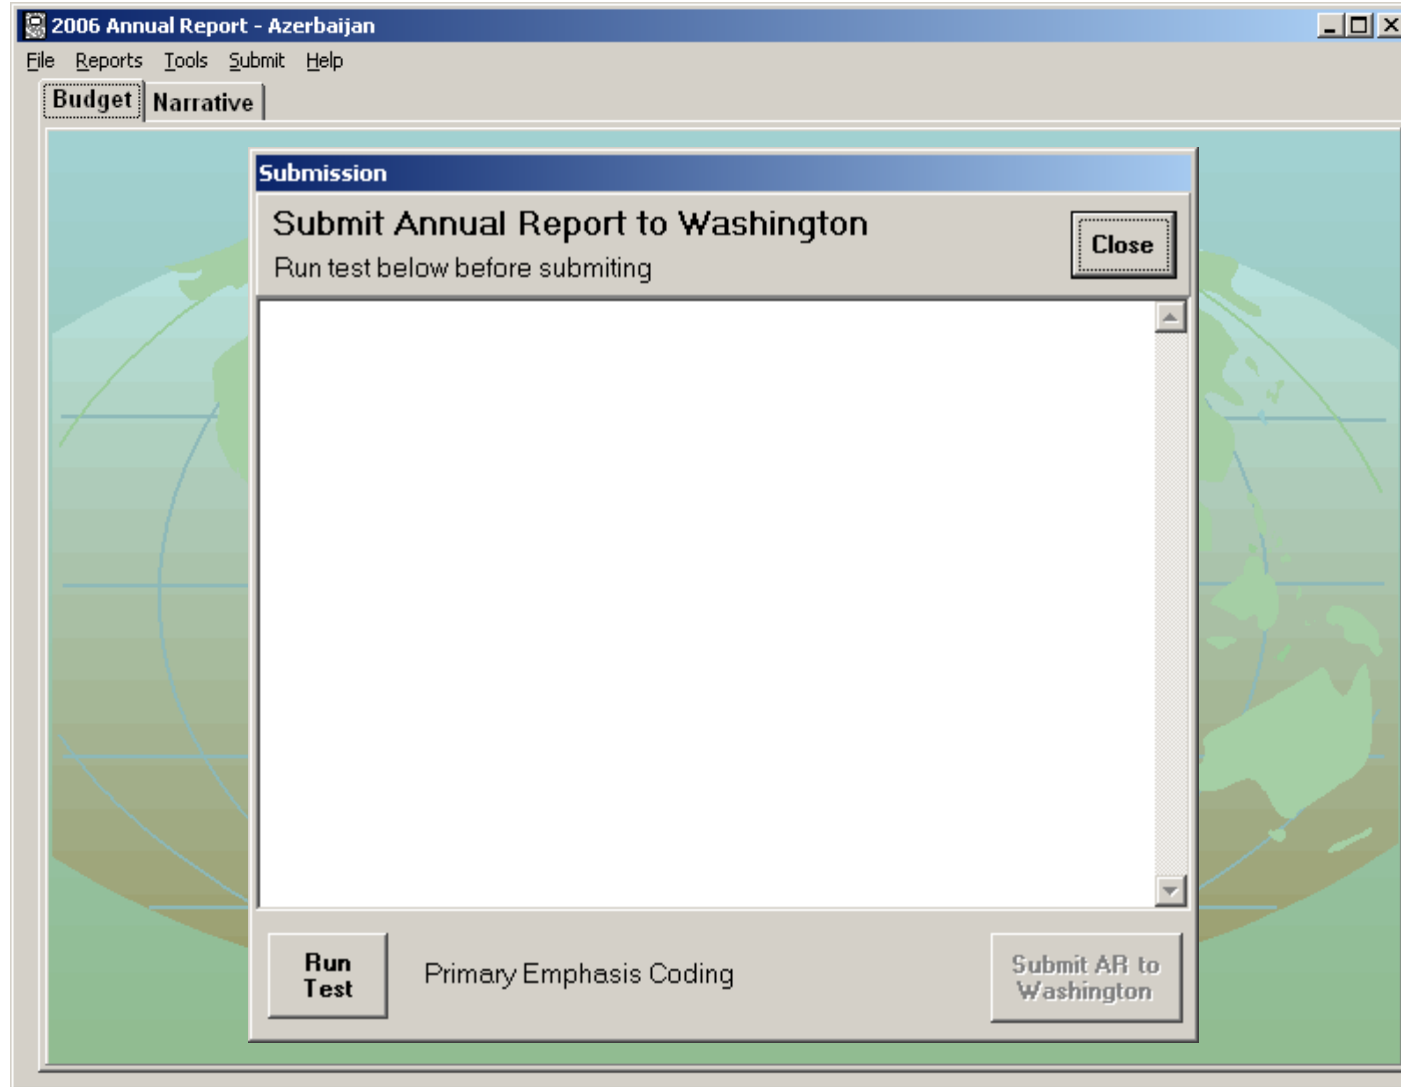 2006 Annual Report - Azerbaijan
File Reports Tools Submit Help
Budget Narrative
Submission
Submit Annual Report to Washington
Run test below before submiting
Close
Run
Test
Primary Emphasis Coding
Submit AR to
Washington